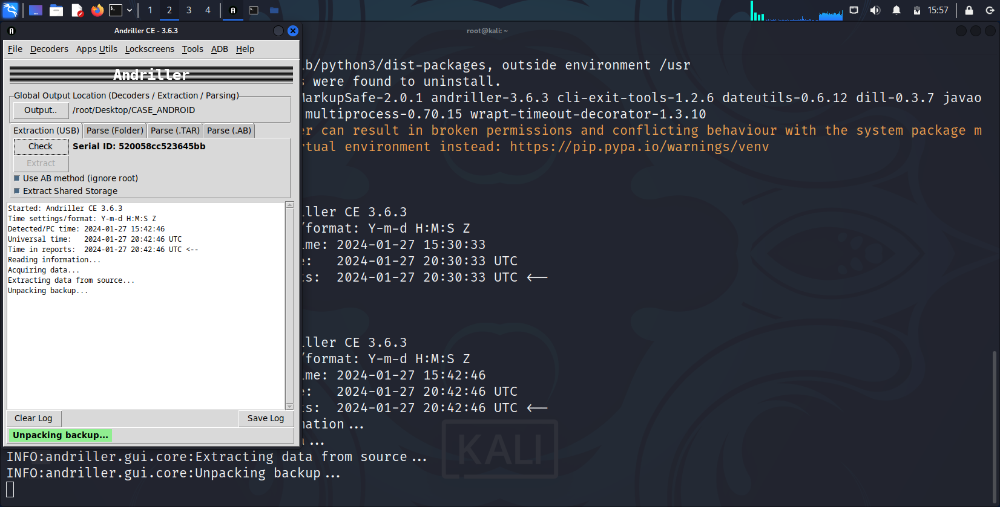 1 2 3 4
15:57
Andriller CE - 3.6.3
root@kali: ~
File Decoders Apps Utils Lockscreens Tools ADB Help
Andriller
Global Output Location (Decoders / Extraction / Parsing)
Output.. /root/Desktop/CASE_ANDROID
Extraction (USB) Parse (Folder) Parse (.TAR) Parse (.AB)
Check Serial ID: 520058cc523645bb
Extract
Use AB method (ignore root)
Extract Shared Storage
Started: Andriller CE 3.6.3
Time settings/format: Y-m-d H:M:S Z
Detected/PC time: 2024-01-27 15:42:46
Universal time: 2024-01-27 20:42:46 UTC
Time in reports: 2024-01-27 20:42:46 UTC <--
Reading information...
Acquiring data...
Extracting data from source...
Unpacking backup...
Clear Log Save Log
Unpacking backup...
b/python3/dist-packages, outside environment /usr
s were found to uninstall.
MarkupSafe-2.0.1 andriller-3.6.3 cli-exit-tools-1.2.6 dateutils-0.6.12 dill-0.3.7 javao
multiprocess-0.70.15 wrapt-timeout-decorator-1.3.10
er can result in broken permissions and conflicting behaviour with the system package m
tual environment instead: https://pip.pypa.io/warnings/venv
ller CE 3.6.3
/format: Y-m-d H:M:S Z
me: 2024-01-27 15:30:33
: 2024-01-27 20:30:33 UTC
ts: 2024-01-27 20:30:33 UTC <--
ller CE 3.6.3
/format: Y-m-d H:M:S Z
me: 2024-01-27 15:42:46
: 2024-01-27 20:42:46 UTC
ts: 2024-01-27 20:42:46 UTC <--
mation...
...
INFO:andriller.gui.core:Extracting data from source...
INFO:andriller.gui.core:Unpacking backup...
KALI